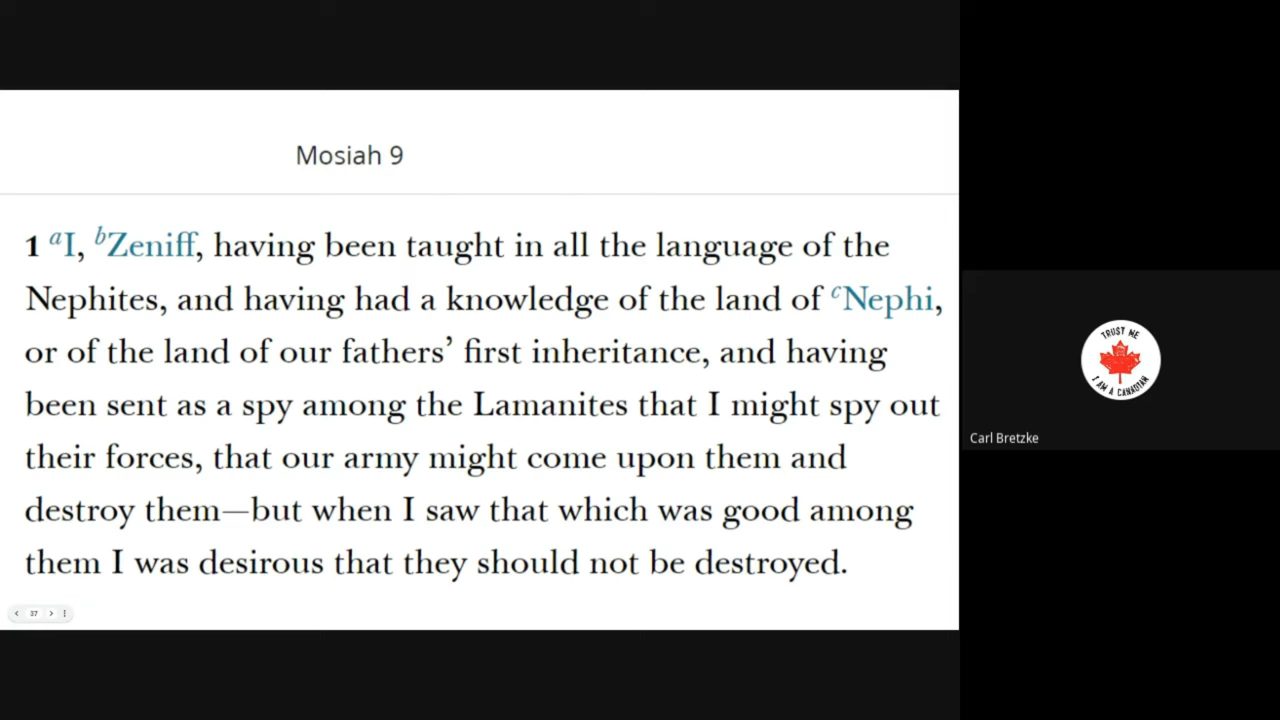 Mosiah 9
1 aI, bZeniff, having been taught in all the language of the
Nephites, and having had a knowledge of the land of cNephi,
or of the land of our fathers’ first inheritance, and having
been sent as a spy among the Lamanites that I might spy out
their forces, that our army might come upon them and
destroy them—but when I saw that which was good among
them I was desirous that they should not be destroyed.
37
TRUST ME
I AM A CANADIAN
Carl Bretzke